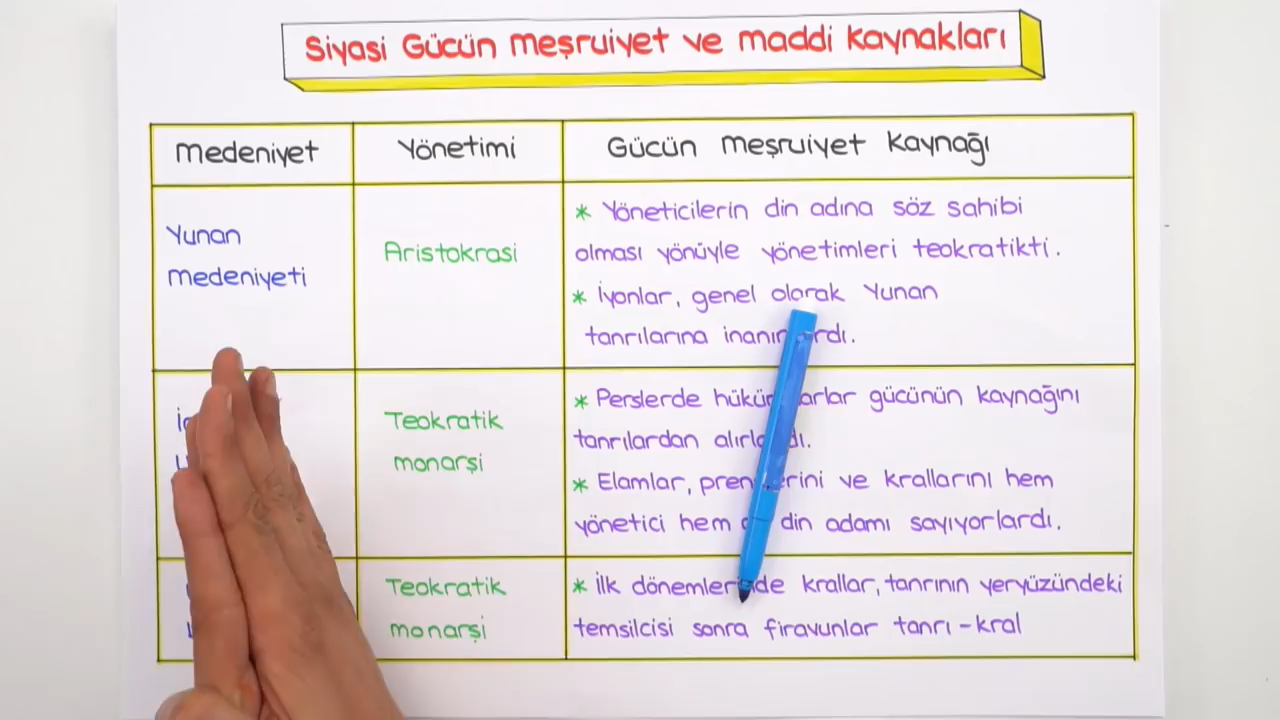 Siyasi Gücün meşruiyet ve maddi Kaynakları
medeniyet
Yönetimi
Gücün meşruiyet Kaynağı
Yunan
medeniyeti
Aristokrasi
* Yöneticilerin din adına söz sahibi
olması yönüyle yönetimleri teokratikti.
* İyonlar, genel olarak Yunan
tanrılarına
Teokratik
monarşi
* Perslerde gücünün kaynağını
tanrılardan
* Elamlar, ve krallarını hem
yönetici hem din adamı sayıyorlardı.
Teokratik
monarşi
* İlk krallar, tanrının yeryüzündeki
temsilcisi sonra firavunlar tanrı-kral